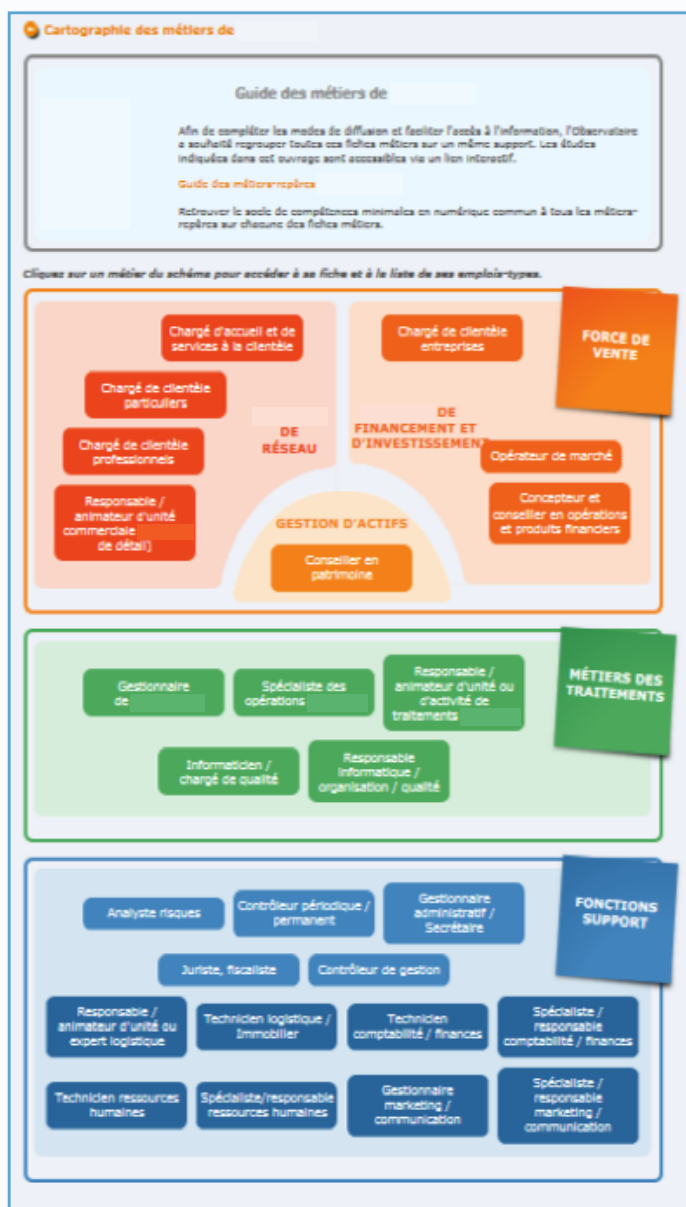 Cartographie des métiers de
Guide des métiers de
Afin de compléter les modes de diffusion et faciliter l'accès à l'information, l'Observatoire
a souhaité regrouper toutes ces fiches métiers sur un même support. Les études
indiquées dans cet ouvrage sont accessibles via un lien interactif.
Guide des métiers-repères
Retrouver le socle de compétences minimales en numérique commun à tous les métiers-
repères sur chacune des fiches métiers.
Cliquez sur un métier du schéma pour accéder à sa fiche et à la liste de ses emplois-types.
FORCE DE
VENTE
Chargé d'accueil et de
services à la clientèle
Chargé de clientèle
particuliers
Chargé de clientèle
professionnels
Responsable /
animateur d'unité
commerciale
de détail)
DE
RÉSEAU
Chargé de clientèle
entreprises
DE
FINANCEMENT ET
D'INVESTISSEMENT
Opérateur de marché
Concepteur et
conseiller en opérations
et produits financiers
GESTION D'ACTIFS
Conseiller en
patrimoine
MÉTIERS DES
TRAITEMENTS
Gestionnaire
de
Spécialiste des
opérations
Responsable /
animateur d'unité ou
d'activité de
traitements
Informaticien /
chargé de qualité
Responsable
informatique /
organisation / qualité
FONCTIONS
SUPPORT
Analyste risques
Contrôleur périodique /
permanent
Gestionnaire
administratif /
Secrétaire
Juriste, fiscaliste
Contrôleur de gestion
Responsable /
animateur d'unité ou
expert logistique
Technicien logistique /
Immobilier
Technicien
comptabilité / finances
Spécialiste /
responsable
comptabilité / finances
Technicien ressources
humaines
Spécialiste/responsable
ressources humaines
Gestionnaire
marketing /
communication
Spécialiste /
responsable
marketing /
communication